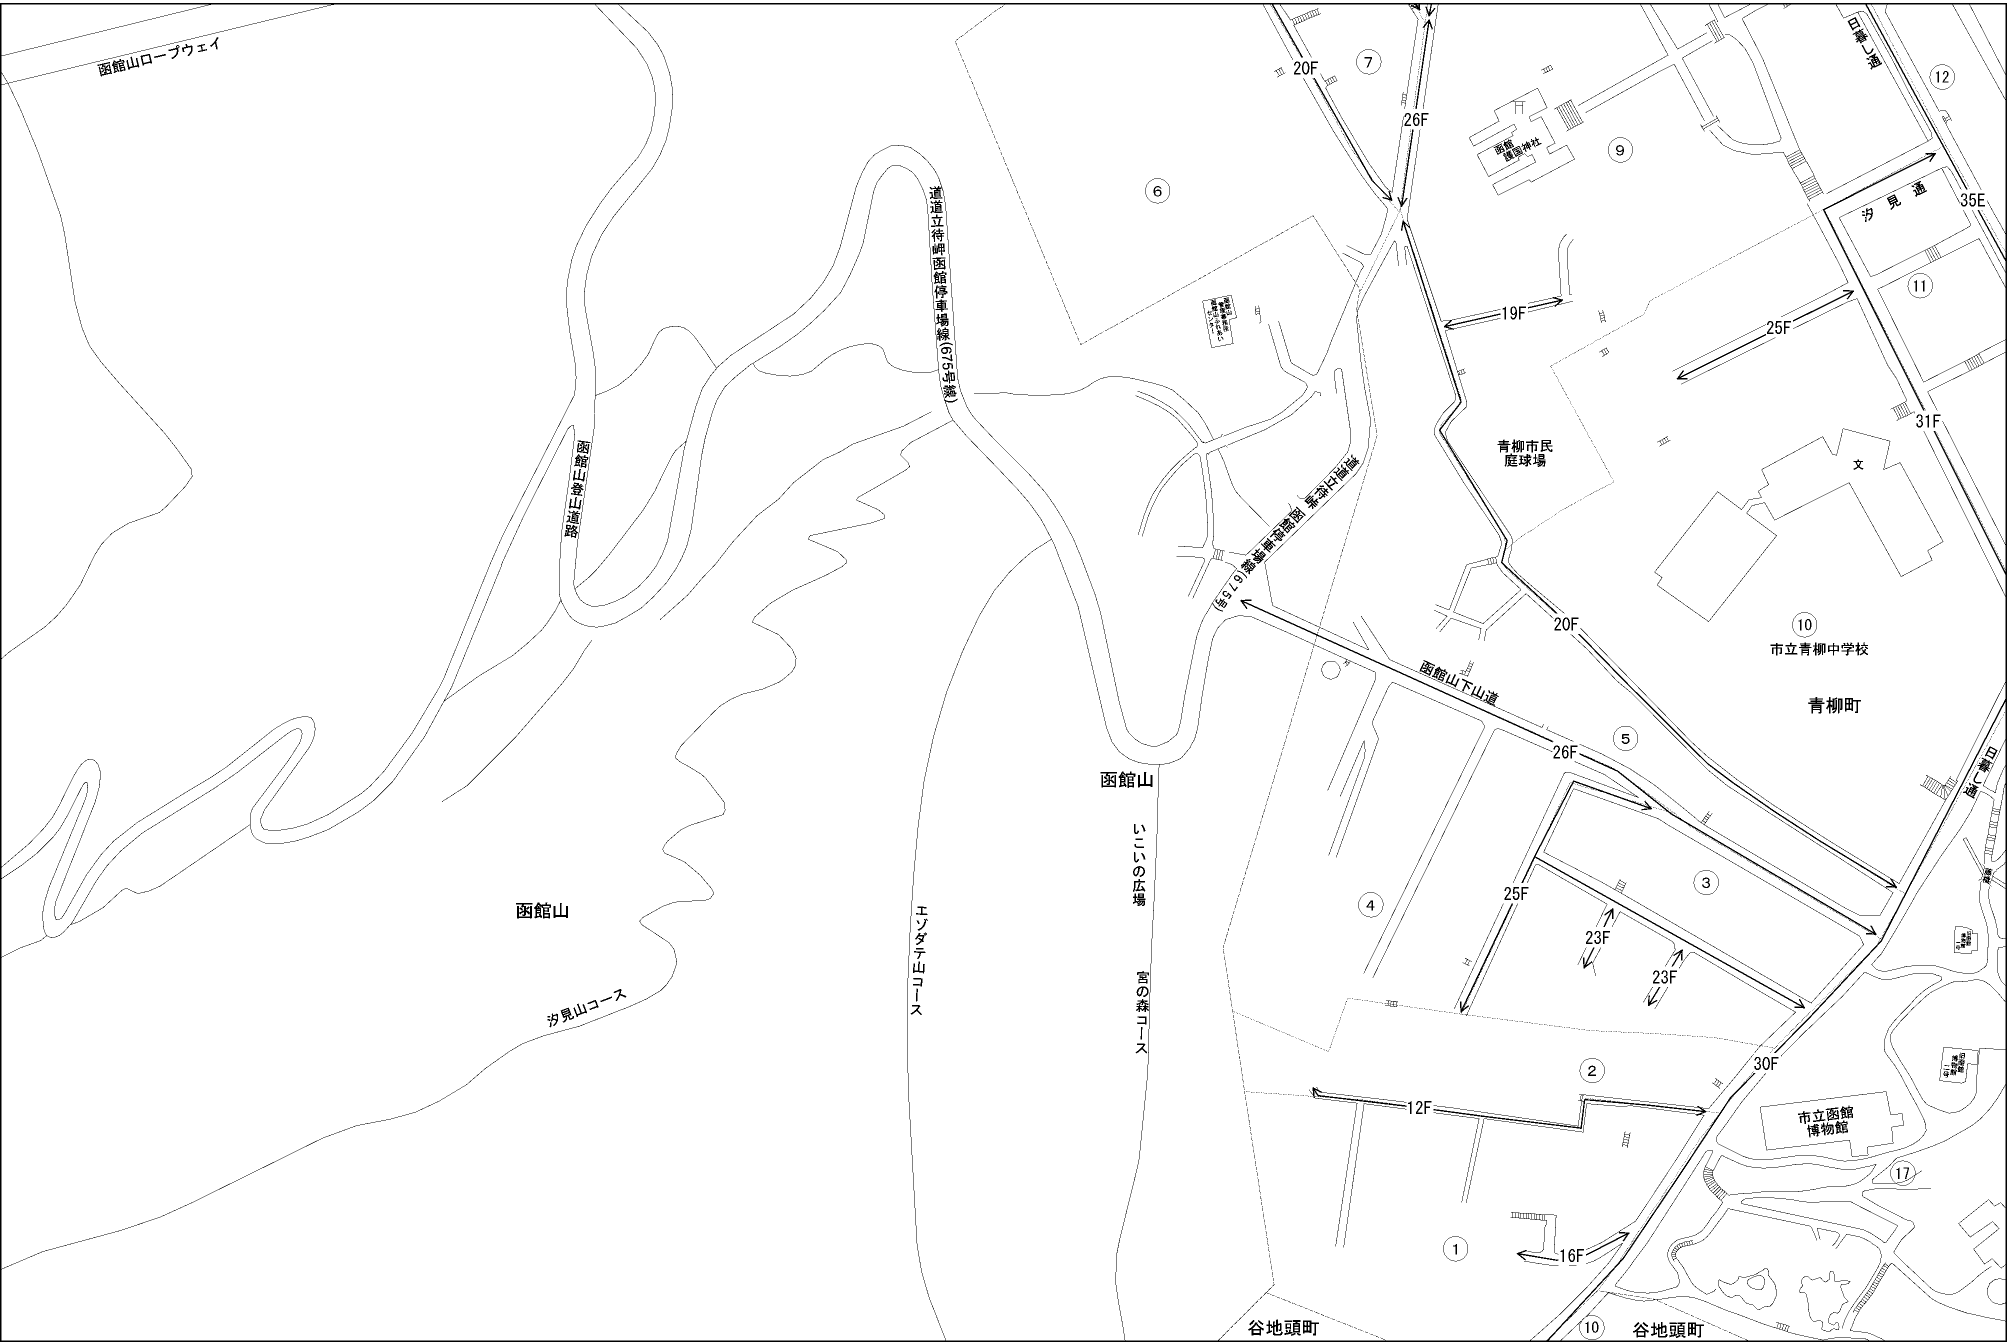 函館山ロープウェイ
20F
7
26F
日暮し通
12
函館
護国神社
9
6
道道立待岬函館停車場線(675号線)
汐見通
35E
11
19F
25F
31F
函館山登山道路
青柳市民
庭球場
文
道道立待峠 函館停車場線(675号)
20F
10
市立青柳中学校
青柳町
函館山下山道
26F
5
日暮し通
函館山
いこいの広場
3
25F
4
函館山
エゾダテ山コース
23F
23F
宮の森コース
汐見山コース
30F
2
12F
市立函館
博物館
17
1
16F
谷地頭町
10
谷地頭町